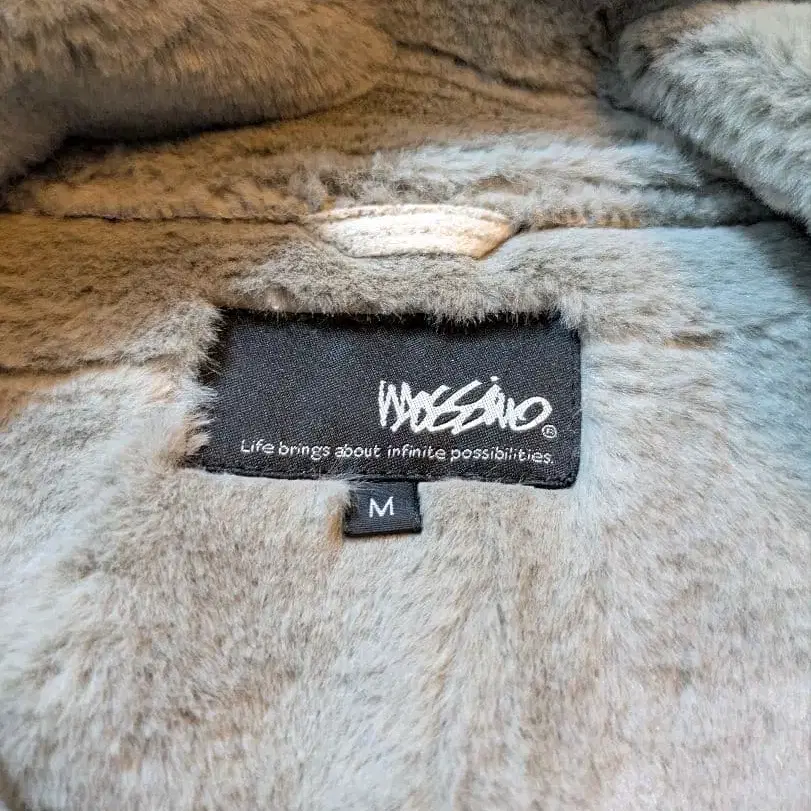 mossimo
®
Life brings about infinite possibilities.
M